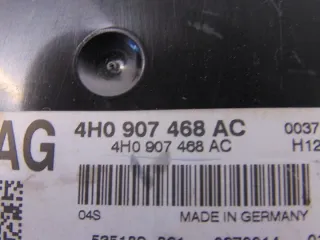 AG 4H0 907 468 AC 0037
4H0 907 468 AC H12
04S MADE IN GERMANY